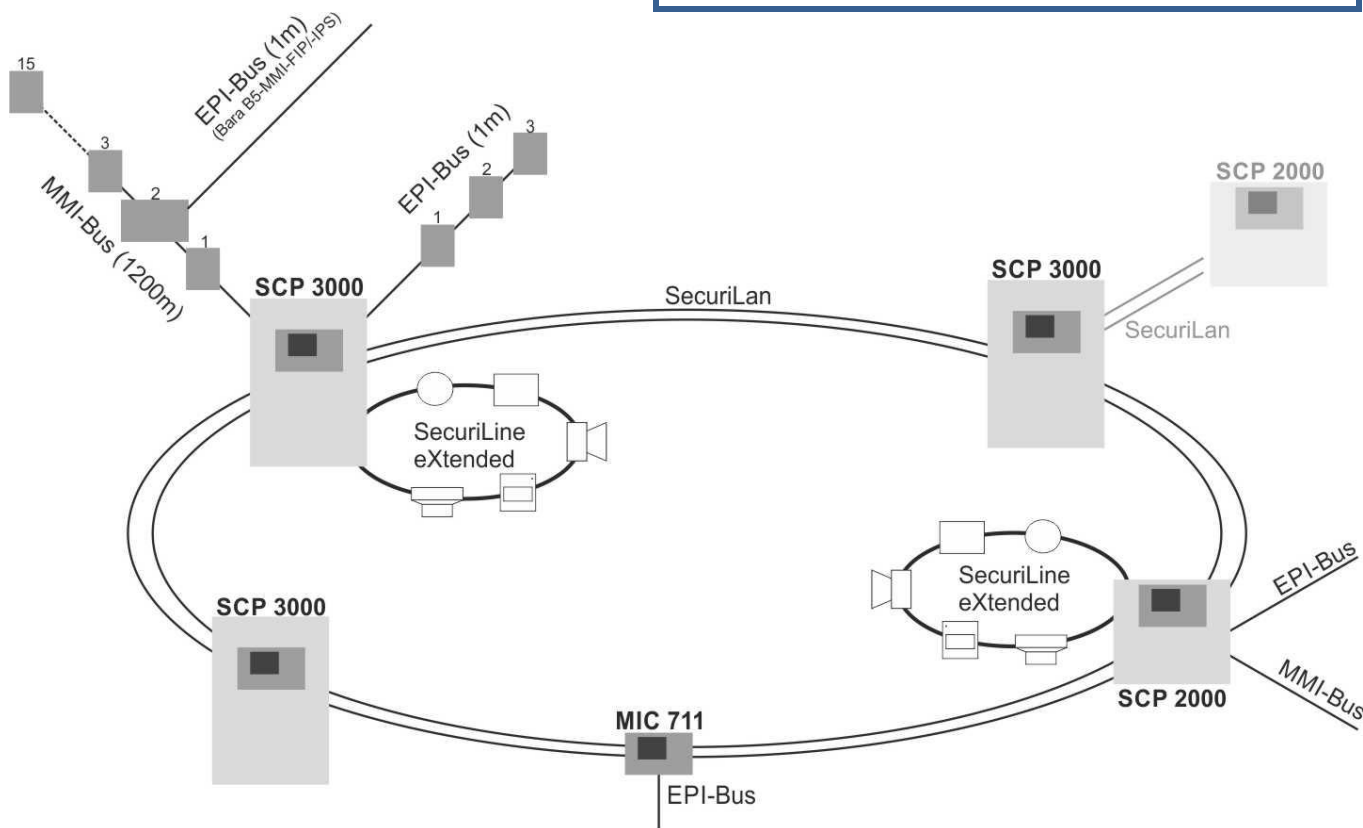 EPI-Bus (1m)
(Bara B5-MMI-FIP/-IPS)
15
3
2
1
MMI-Bus (1200m)
EPI-Bus (1m)
1
2
3
SCP 3000
SecuriLan
SCP 3000
SCP 2000
SecuriLan
SecuriLine
eXtended
SecuriLine
eXtended
EPI-Bus
MMI-Bus
SCP 2000
SCP 3000
MIC 711
EPI-Bus